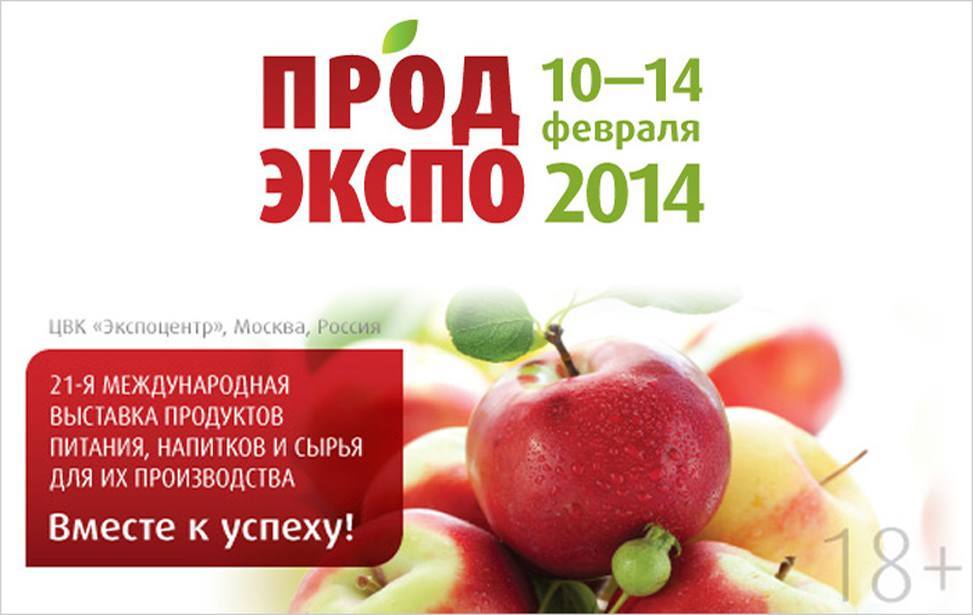 ПРОД
ЭКСПО
10—14
февраля
2014
ЦВК «Экспоцентр», Москва, Россия
21-Я МЕЖДУНАРОДНАЯ
ВЫСТАВКА ПРОДУКТОВ
ПИТАНИЯ, НАПИТКОВ И СЫРЬЯ
ДЛЯ ИХ ПРОИЗВОДСТВА
Вместе к успеху!
18+